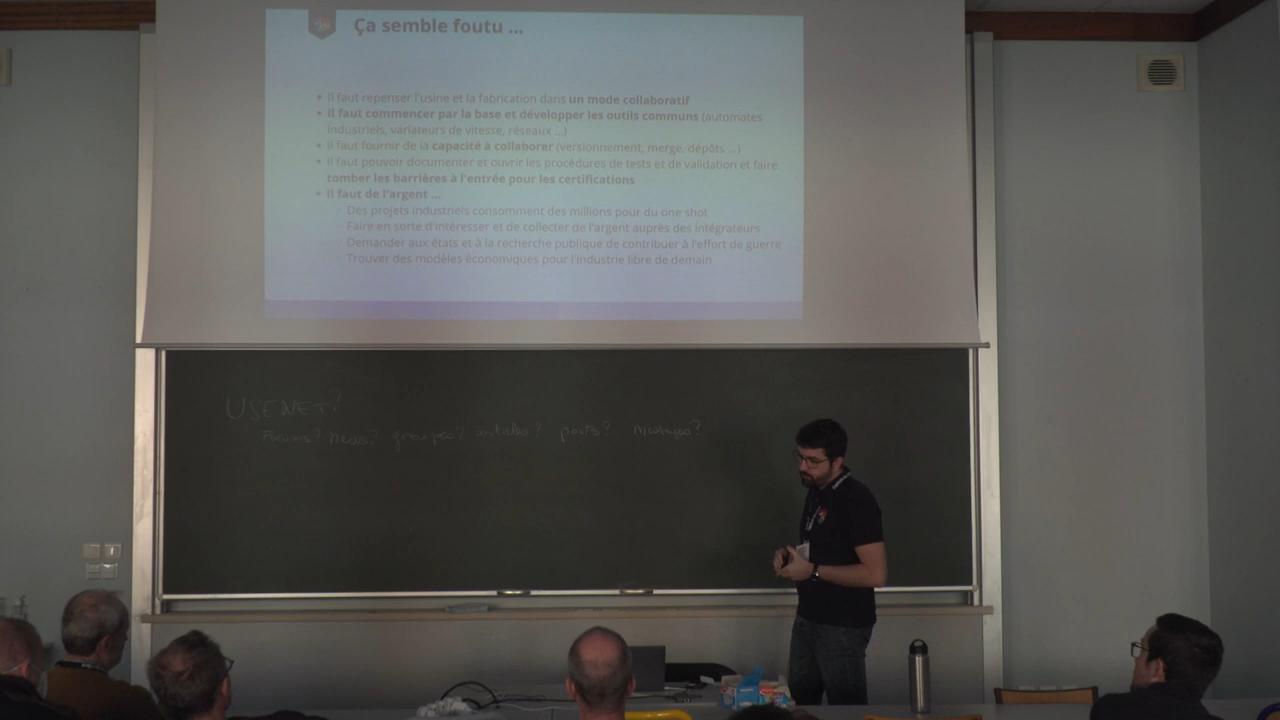 Ça semble foutu ...
• Il faut repenser l'usine et la fabrication dans un mode collaboratif
• Il faut commencer par la base et développer les outils communs (automates
industriels, variateurs de vitesse, réseaux ...)
• Il faut fournir de la capacité à collaborer (versionnement, merge, dépôts ...)
• Il faut pouvoir documenter et ouvrir les procédures de tests et de validation et faire
tomber les barrières à l'entrée pour les certifications
• Il faut de l'argent ...
Des projets industriels consomment des millions pour du one shot
Faire en sorte d'intéresser et de collecter de l'argent auprès des intégrateurs
Demander aux états et à la recherche publique de contribuer à l'effort de guerre
Trouver des modèles économiques pour l'industrie libre de demain
USENET?
Forums? news? groupes? articles? posts? messages?